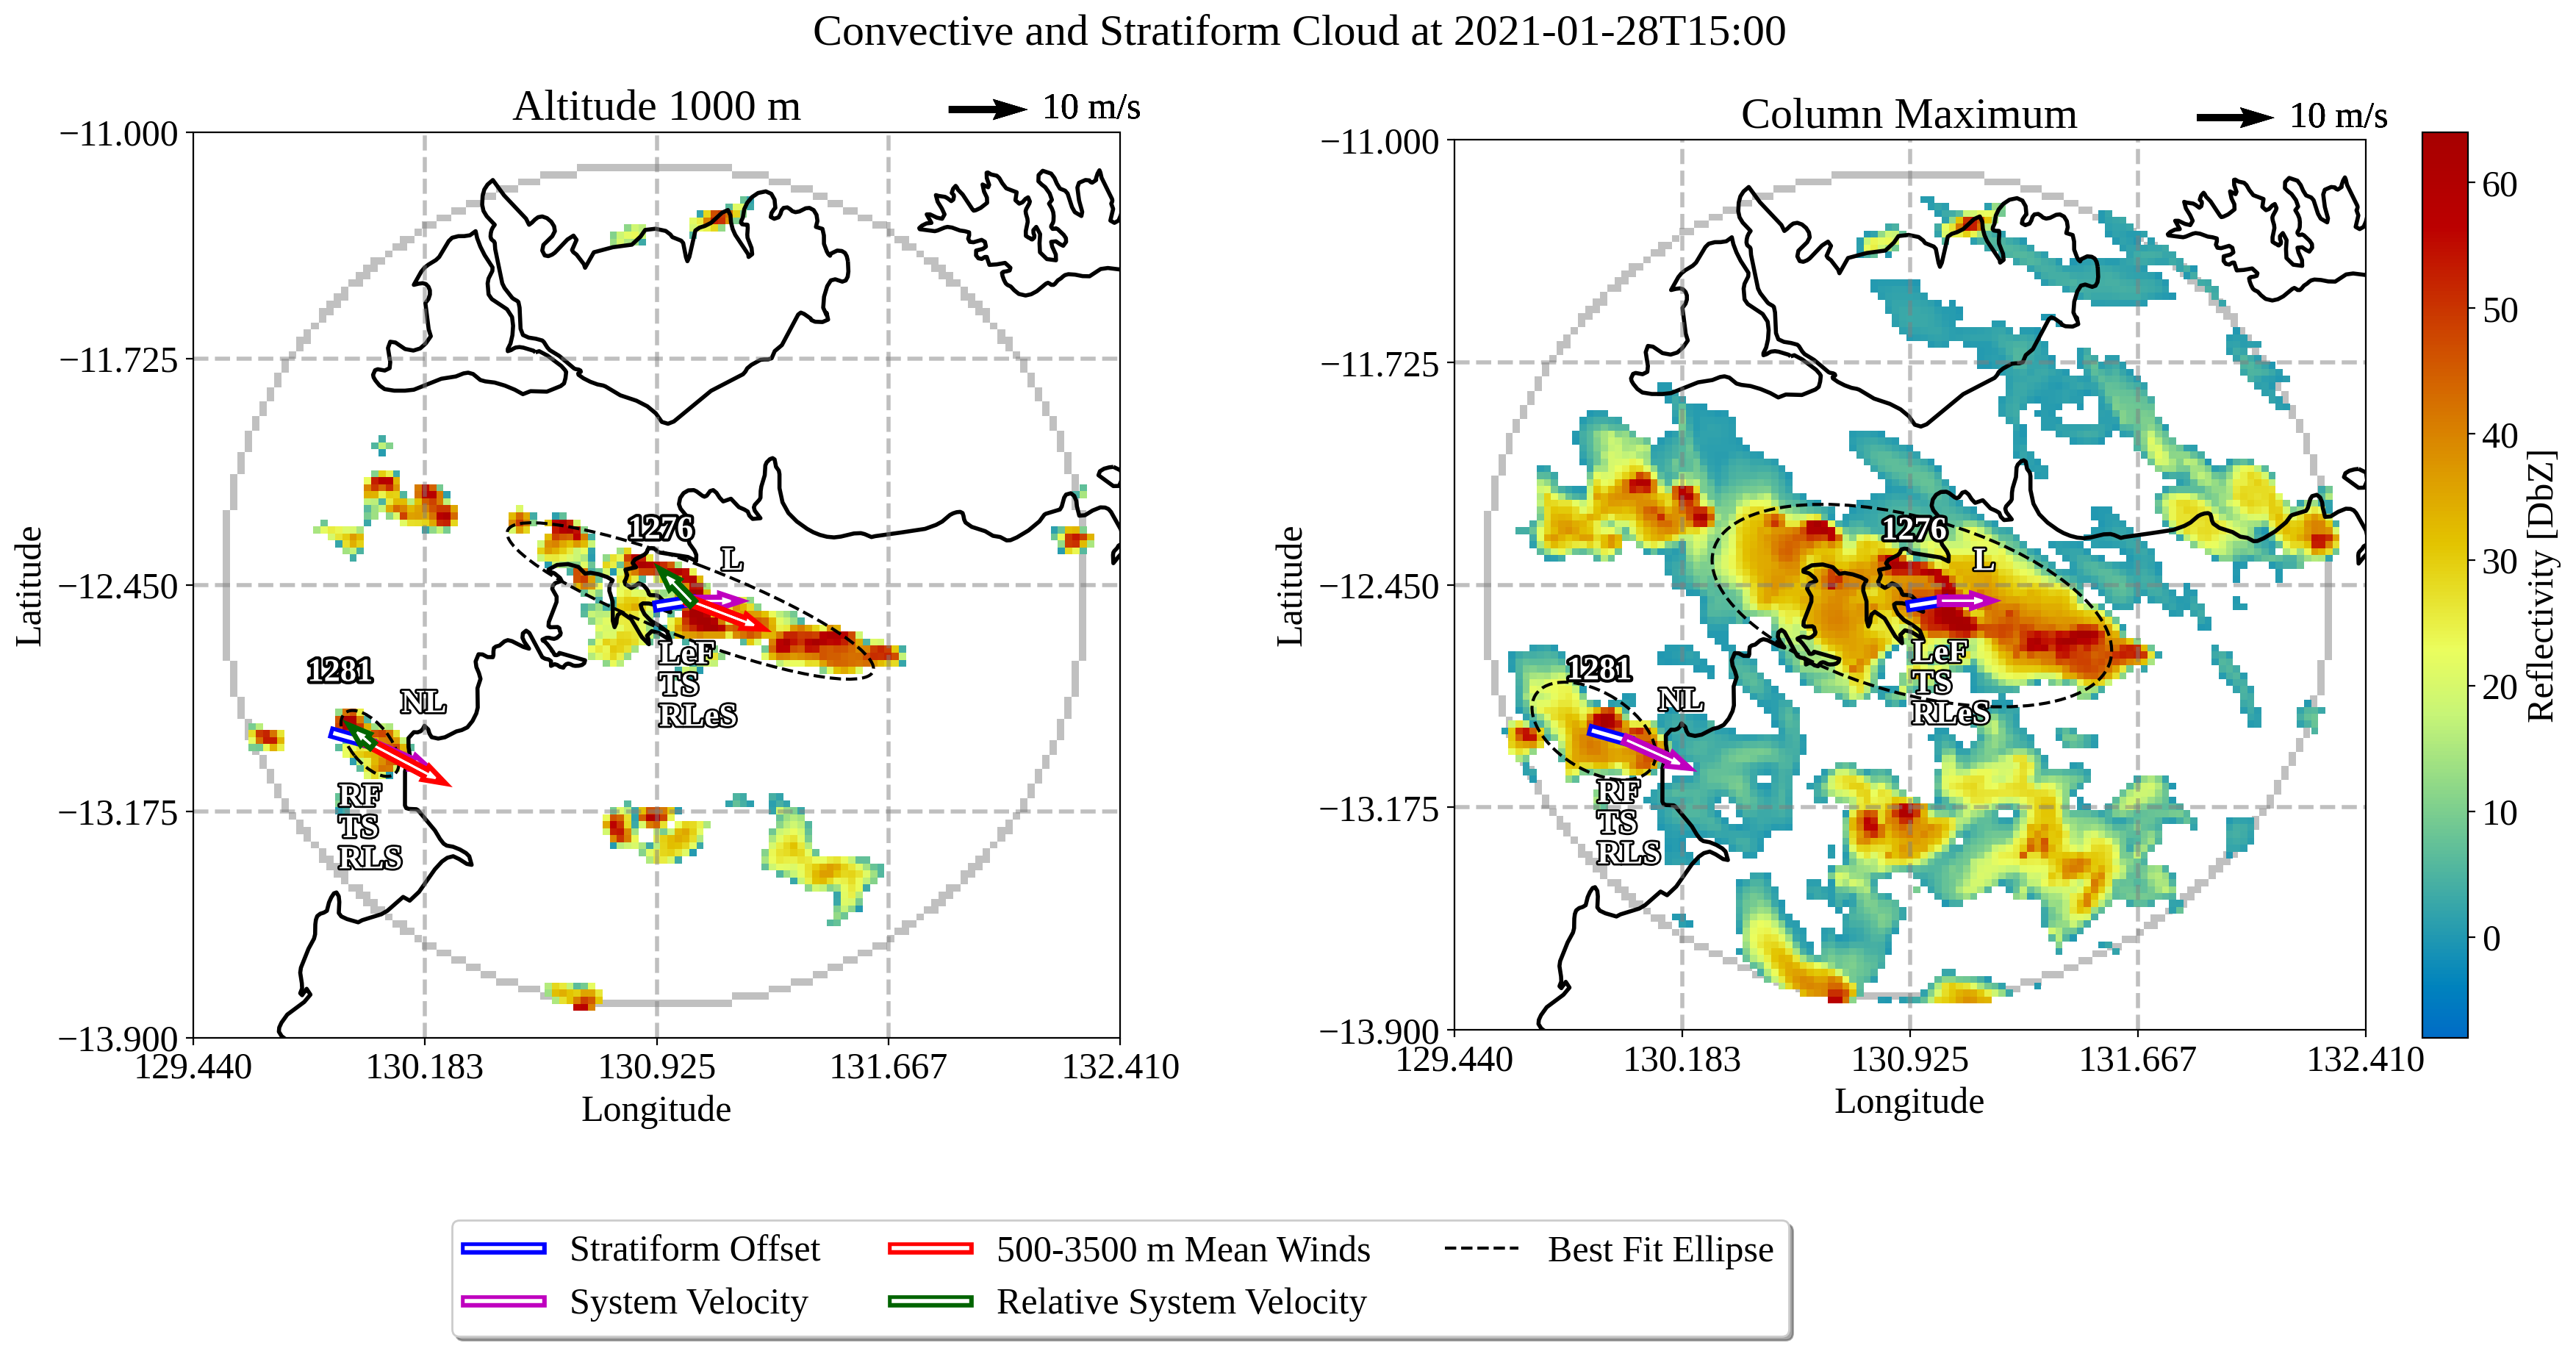 Convective and Stratiform Cloud at 2021-01-28T15:00
Altitude 1000 m
10 m/s
−11.000
−11.725
−12.450
−13.175
−13.900
129.440
130.183
130.925
131.667
132.410
Latitude
Longitude
1276
L
LeF
TS
RLeS
1281
NL
RF
TS
RLS
Column Maximum
10 m/s
−11.000
−11.725
−12.450
−13.175
−13.900
129.440
130.183
130.925
131.667
132.410
Latitude
Longitude
1276
L
LeF
TS
RLeS
1281
NL
RF
TS
RLS
60
50
40
30
20
10
0
Reflectivity [DbZ]
Stratiform Offset
System Velocity
500-3500 m Mean Winds
Relative System Velocity
Best Fit Ellipse